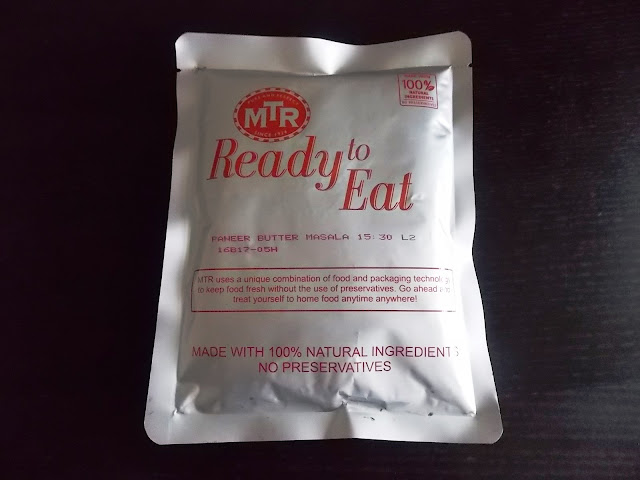 MTR
SINCE 1924
100%
NATURAL
INGREDIENTS
Ready to
Eat
PANEER BUTTER MASALA 15:30 L2
16B17-05H
MTR uses a unique combination of food and packaging technology
to keep food fresh without the use of preservatives. Go ahead and
treat yourself to home food anytime anywhere!
MADE WITH 100% NATURAL INGREDIENTS
NO PRESERVATIVES